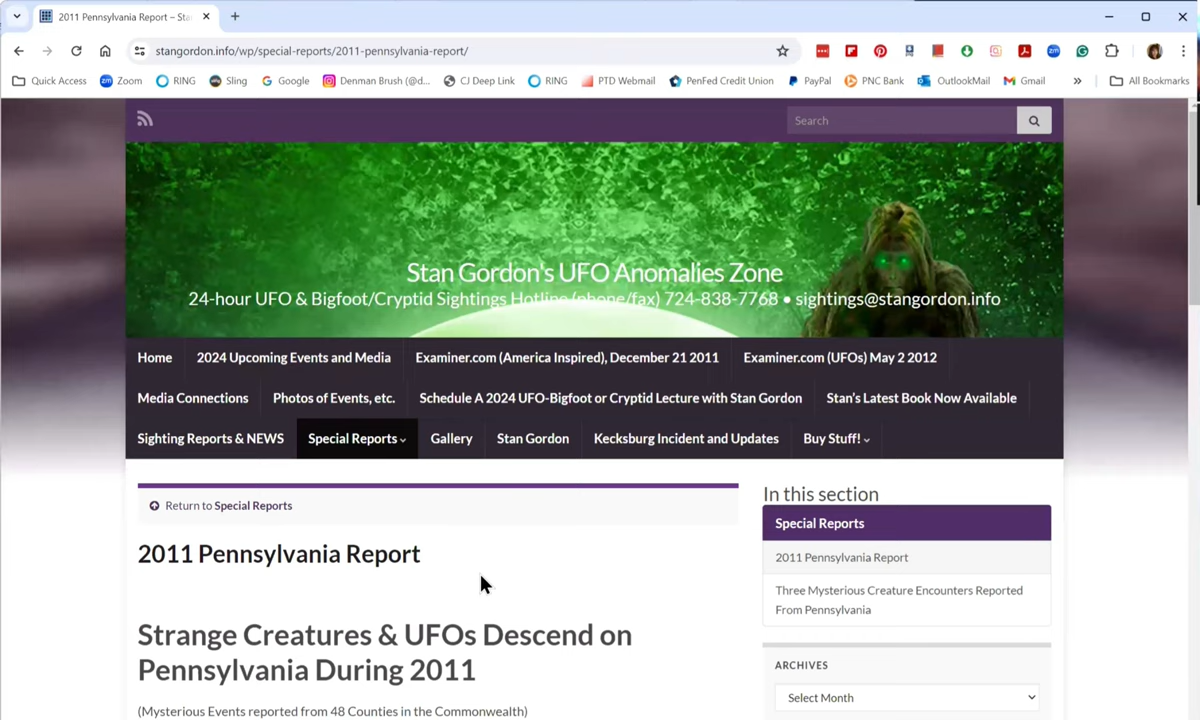 2011 Pennsylvania Report – Sta
stangordon.info/wp/special-reports/2011-pennsylvania-report/
Quick Access Zoom RING Sling Google Denman Brush (@d... CJ Deep Link RING PTD Webmail PenFed Credit Union PayPal PNC Bank OutlookMail Gmail » All Bookmarks
Search
Stan Gordon's UFO Anomalies Zone
24-hour UFO & Bigfoot/Cryptid Sightings Hotline (phone/fax) 724-838-7768 • sightings@stangordon.info
Home 2024 Upcoming Events and Media Examiner.com (America Inspired), December 21 2011 Examiner.com (UFOs) May 2 2012
Media Connections Photos of Events, etc. Schedule A 2024 UFO-Bigfoot or Cryptid Lecture with Stan Gordon Stan's Latest Book Now Available
Sighting Reports & NEWS Special Reports Gallery Stan Gordon Kecksburg Incident and Updates Buy Stuff!
Return to Special Reports
2011 Pennsylvania Report
Strange Creatures & UFOs Descend on
Pennsylvania During 2011
(Mysterious Events reported from 48 Counties in the Commonwealth)
In this section
Special Reports
2011 Pennsylvania Report
Three Mysterious Creature Encounters Reported
From Pennsylvania
ARCHIVES
Select Month